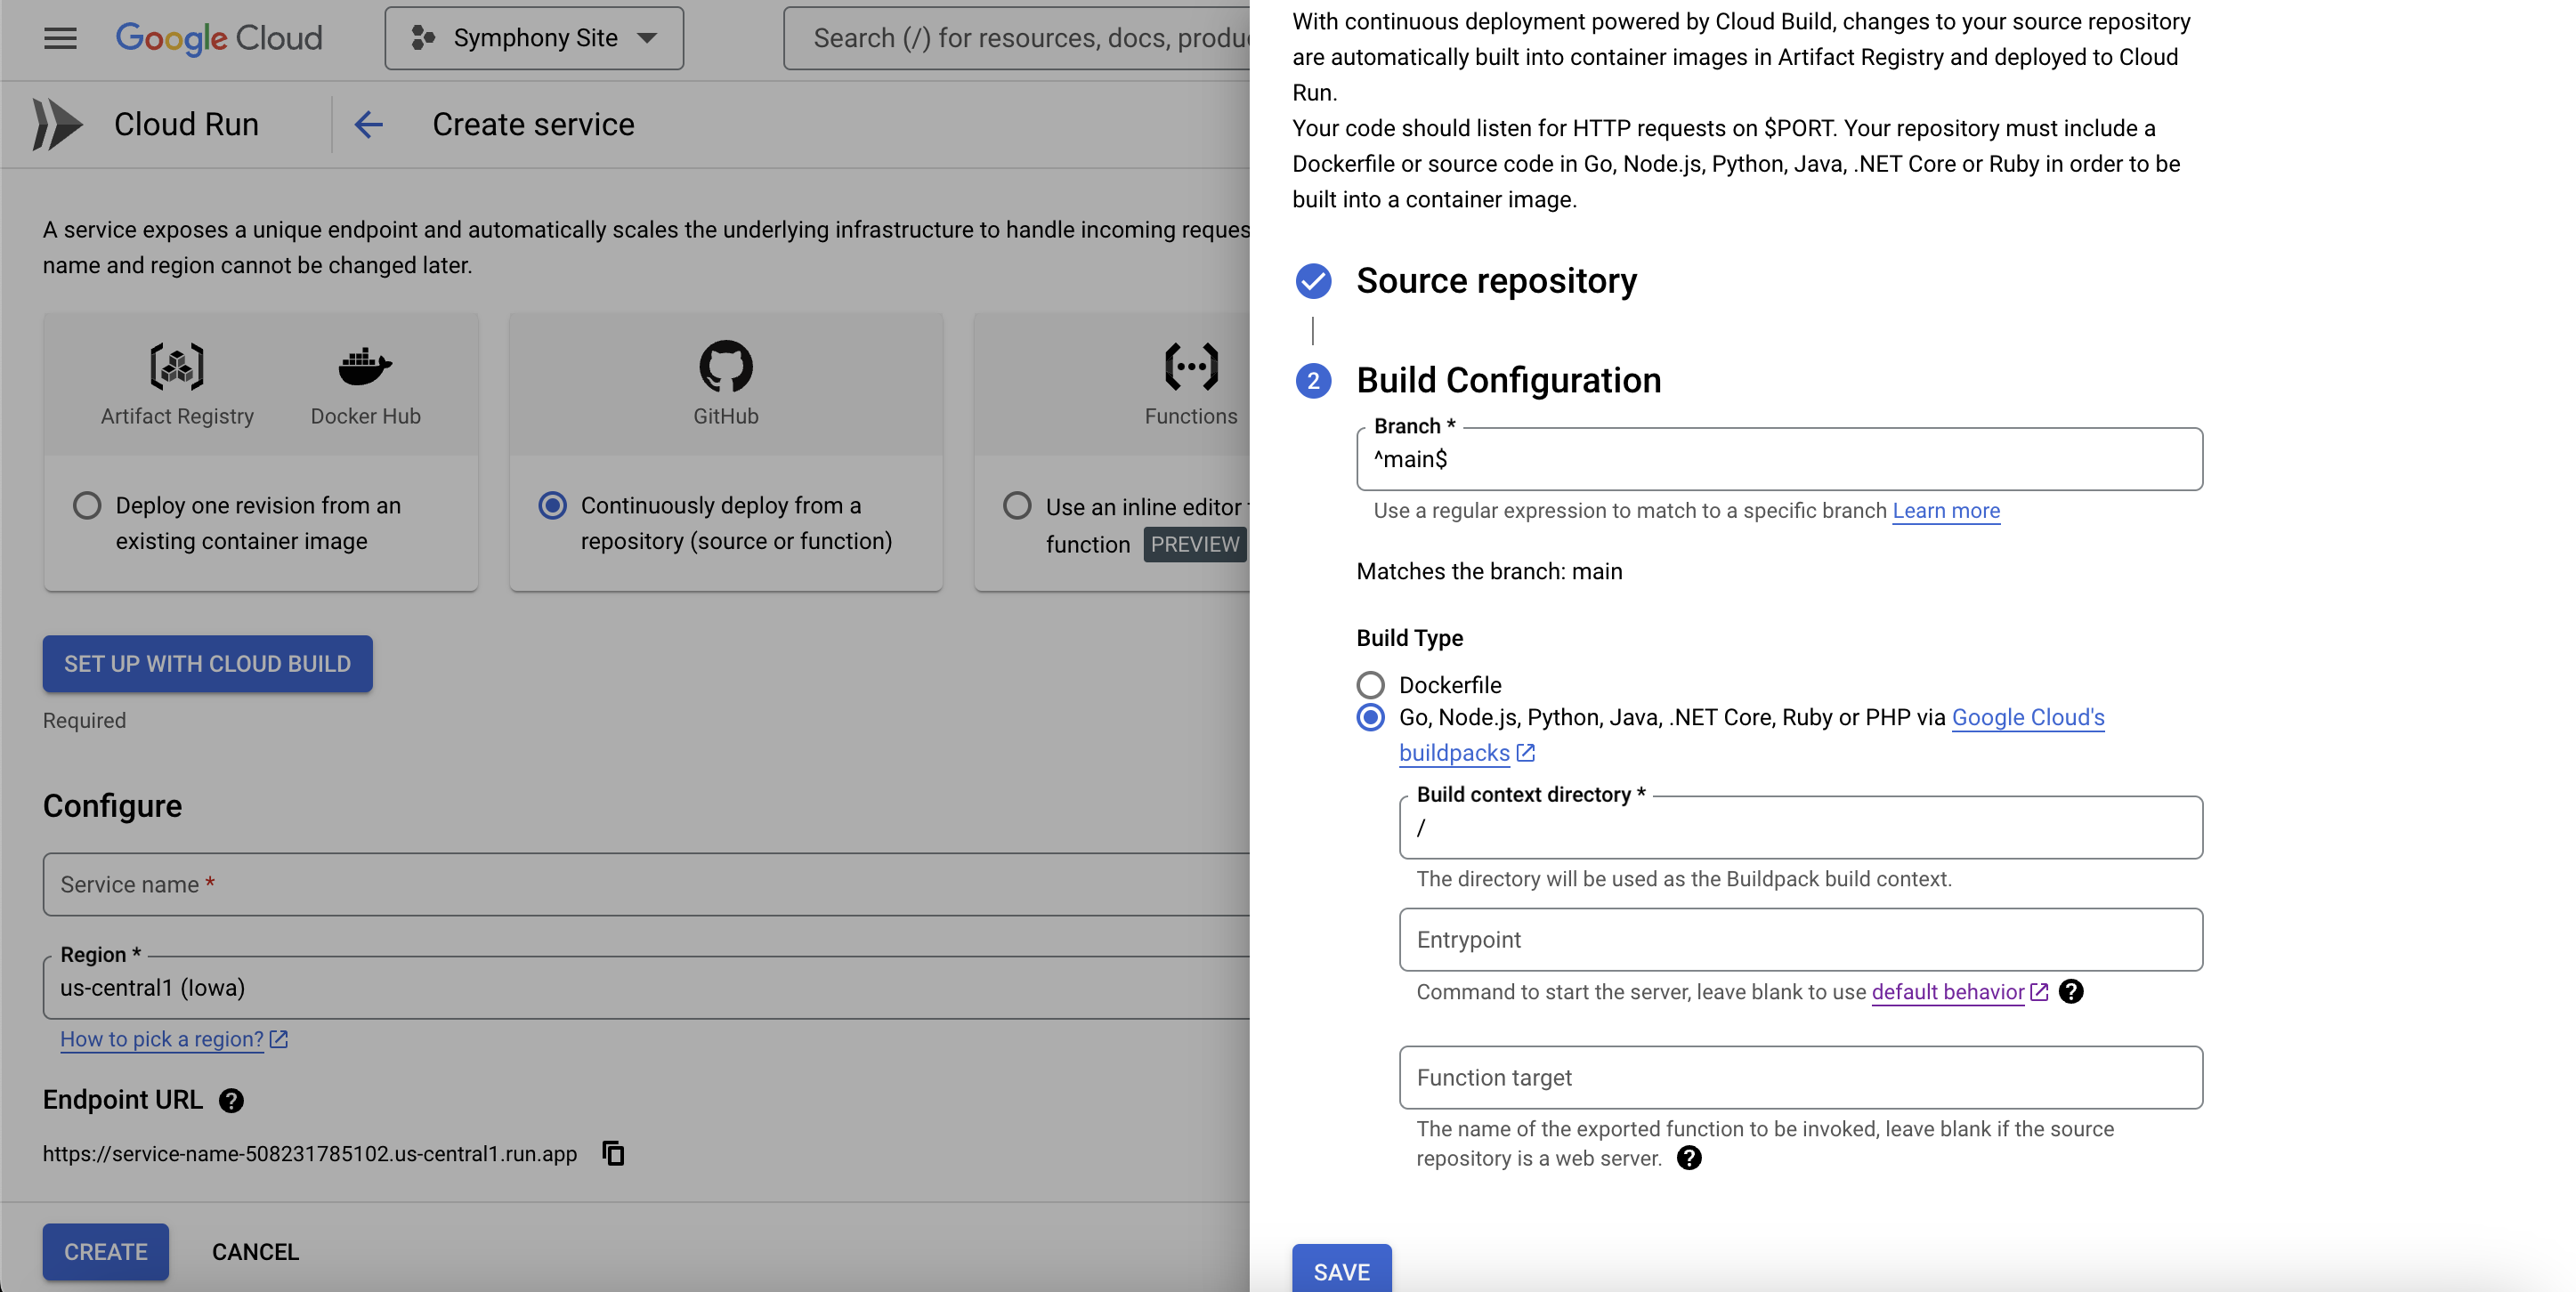 Google Cloud
Symphony Site
Search (/) for resources, docs, produ
Cloud Run
Create service
A service exposes a unique endpoint and automatically scales the underlying infrastructure to handle incoming reques
name and region cannot be changed later.
Artifact Registry
Docker Hub
Deploy one revision from an
existing container image
GitHub
Continuously deploy from a
repository (source or function)
Functions
Use an inline editor
function PREVIEW
SET UP WITH CLOUD BUILD
Required
Configure
Service name *
Region *
us-central1 (Iowa)
How to pick a region?
Endpoint URL
https://service-name-508231785102.us-central1.run.app
CREATE
CANCEL
With continuous deployment powered by Cloud Build, changes to your source repository
are automatically built into container images in Artifact Registry and deployed to Cloud
Run.
Your code should listen for HTTP requests on $PORT. Your repository must include a
Dockerfile or source code in Go, Node.js, Python, Java, .NET Core or Ruby in order to be
built into a container image.
Source repository
2 Build Configuration
Branch *
^main$
Use a regular expression to match to a specific branch Learn more
Matches the branch: main
Build Type
Dockerfile
Go, Node.js, Python, Java, .NET Core, Ruby or PHP via Google Cloud's
buildpacks
Build context directory *
/
The directory will be used as the Buildpack build context.
Entrypoint
Command to start the server, leave blank to use default behavior
Function target
The name of the exported function to be invoked, leave blank if the source
repository is a web server.
SAVE